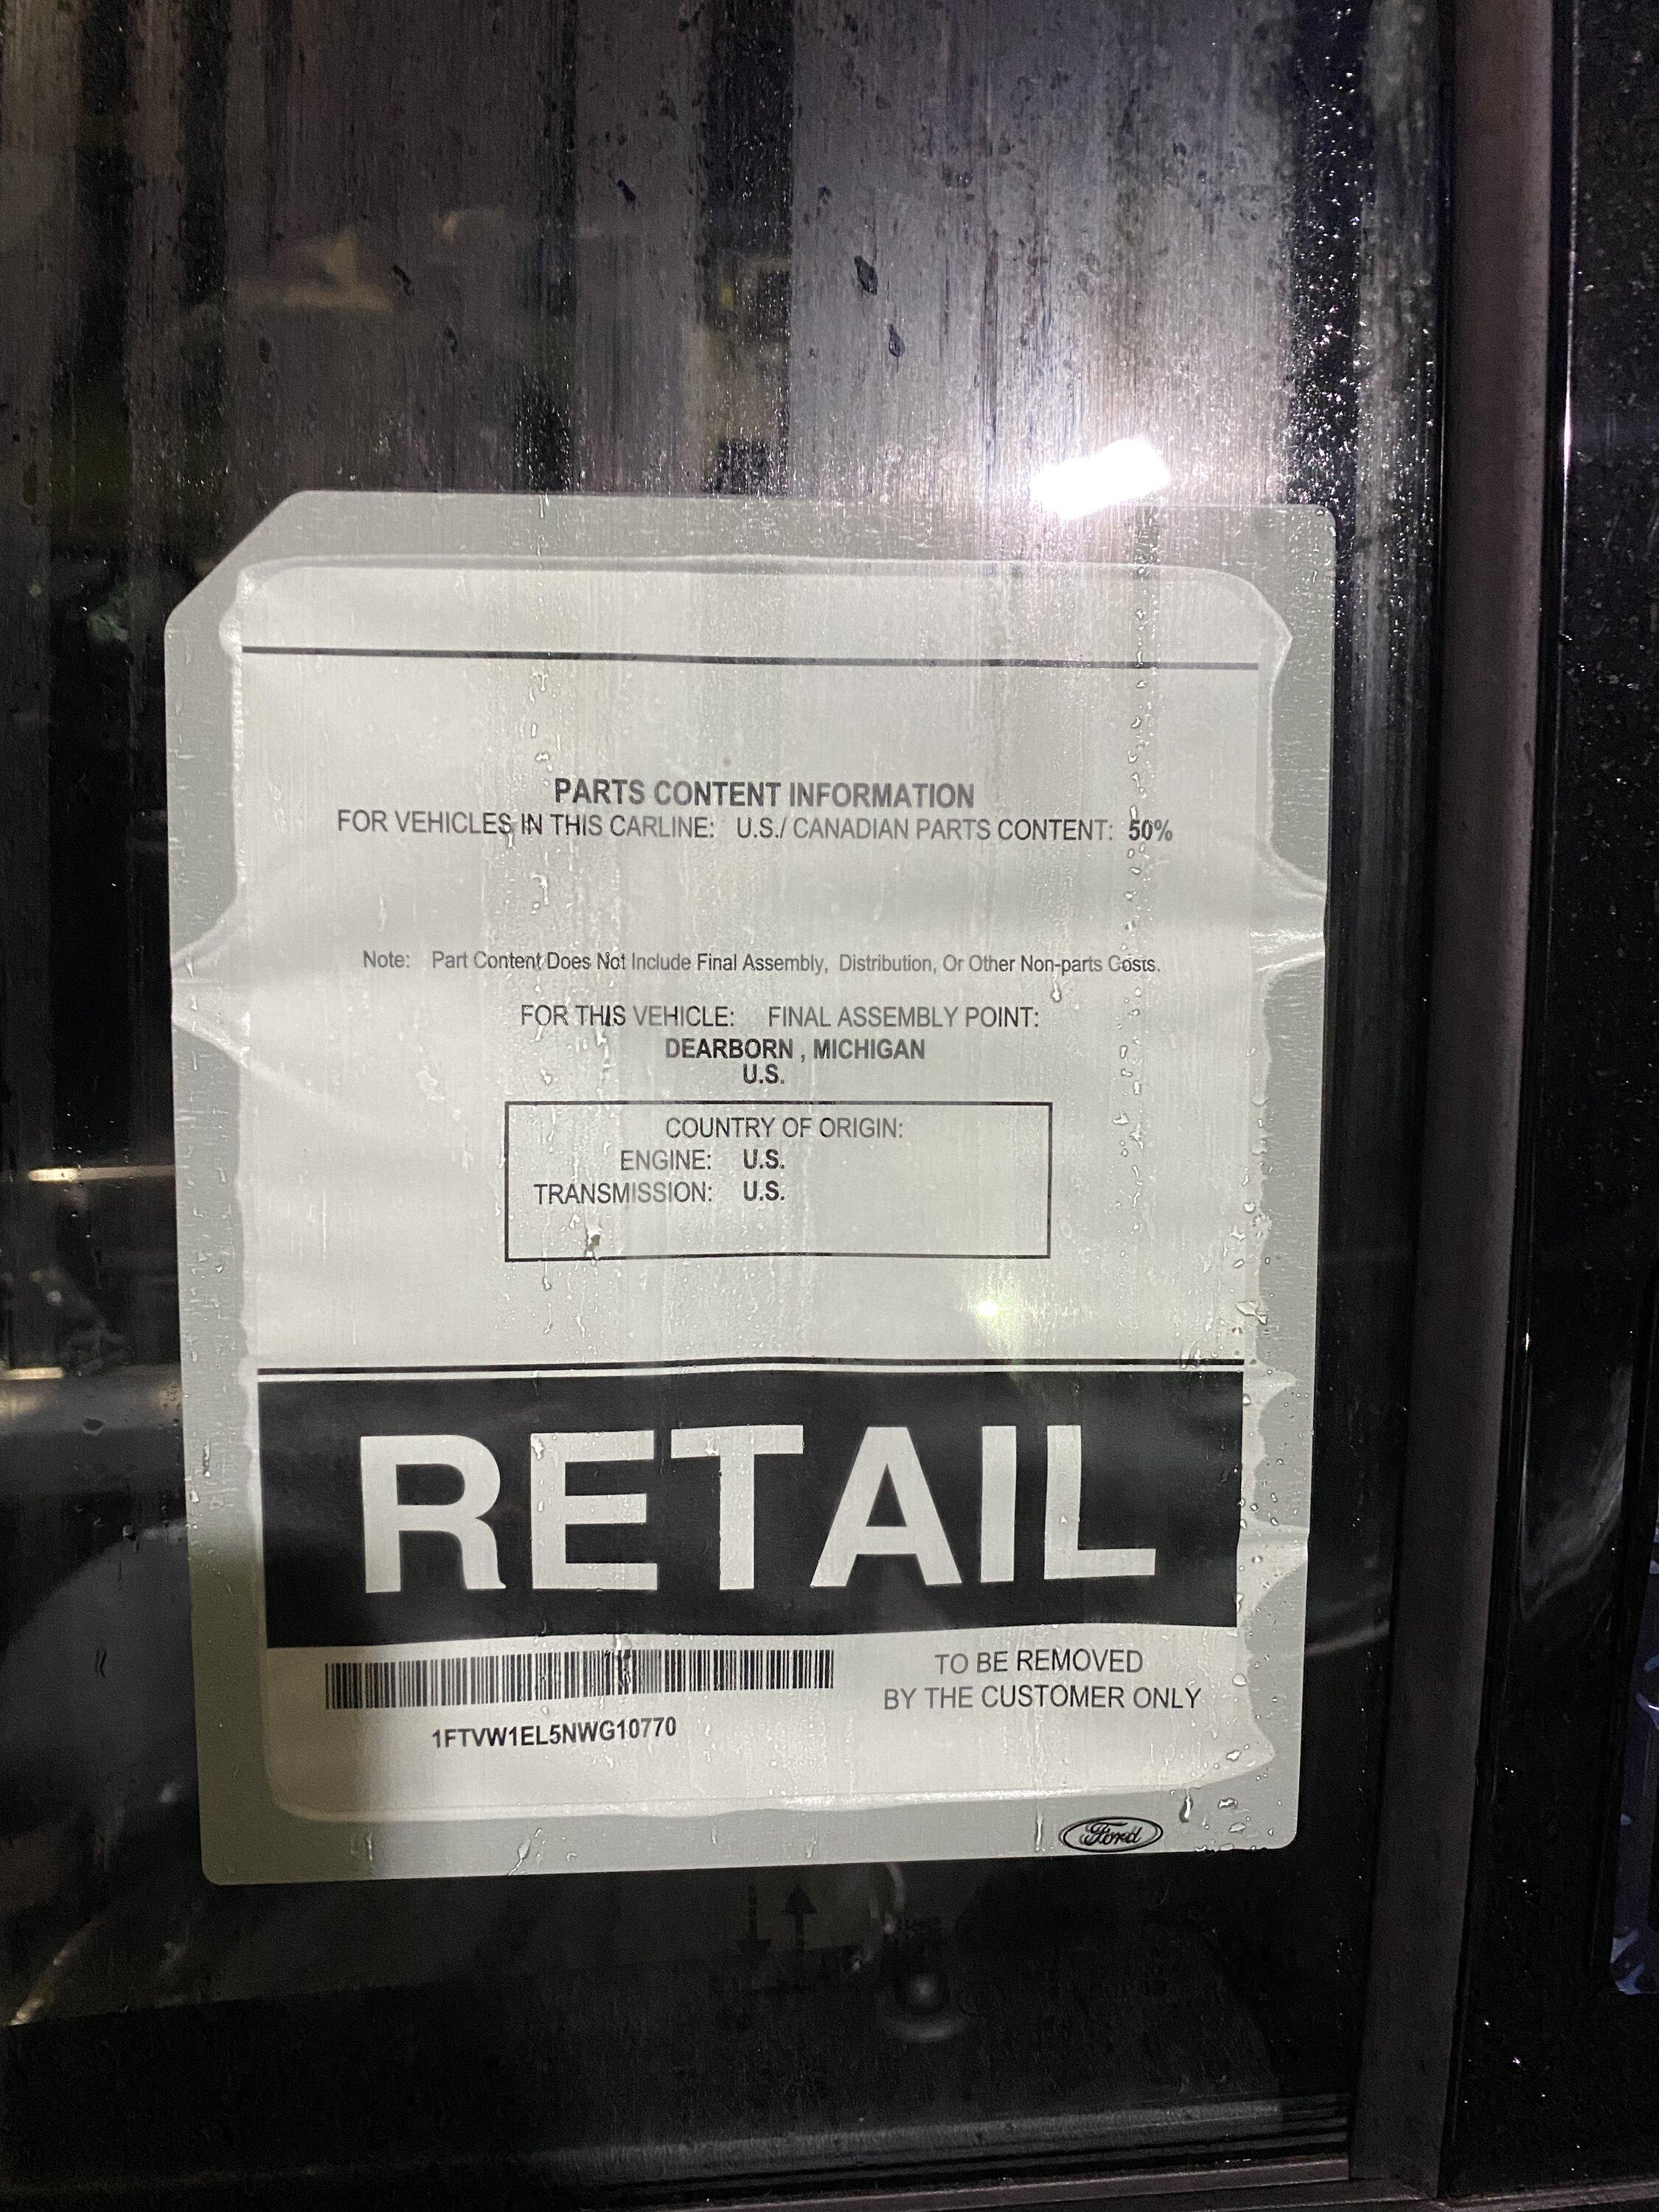 PARTS CONTENT INFORMATION
FOR VEHICLES IN THIS CARLINE: U.S./ CANADIAN PARTS CONTENT: 50%
Note: Part Content Does Not Include Final Assembly, Distribution, Or Other Non-parts Costs.
FOR THIS VEHICLE: FINAL ASSEMBLY POINT:
DEARBORN , MICHIGAN
U.S.
COUNTRY OF ORIGIN:
ENGINE: U.S.
TRANSMISSION: U.S.
RETAIL
TO BE REMOVED
BY THE CUSTOMER ONLY
1FTVW1EL5NWG10770
Ford